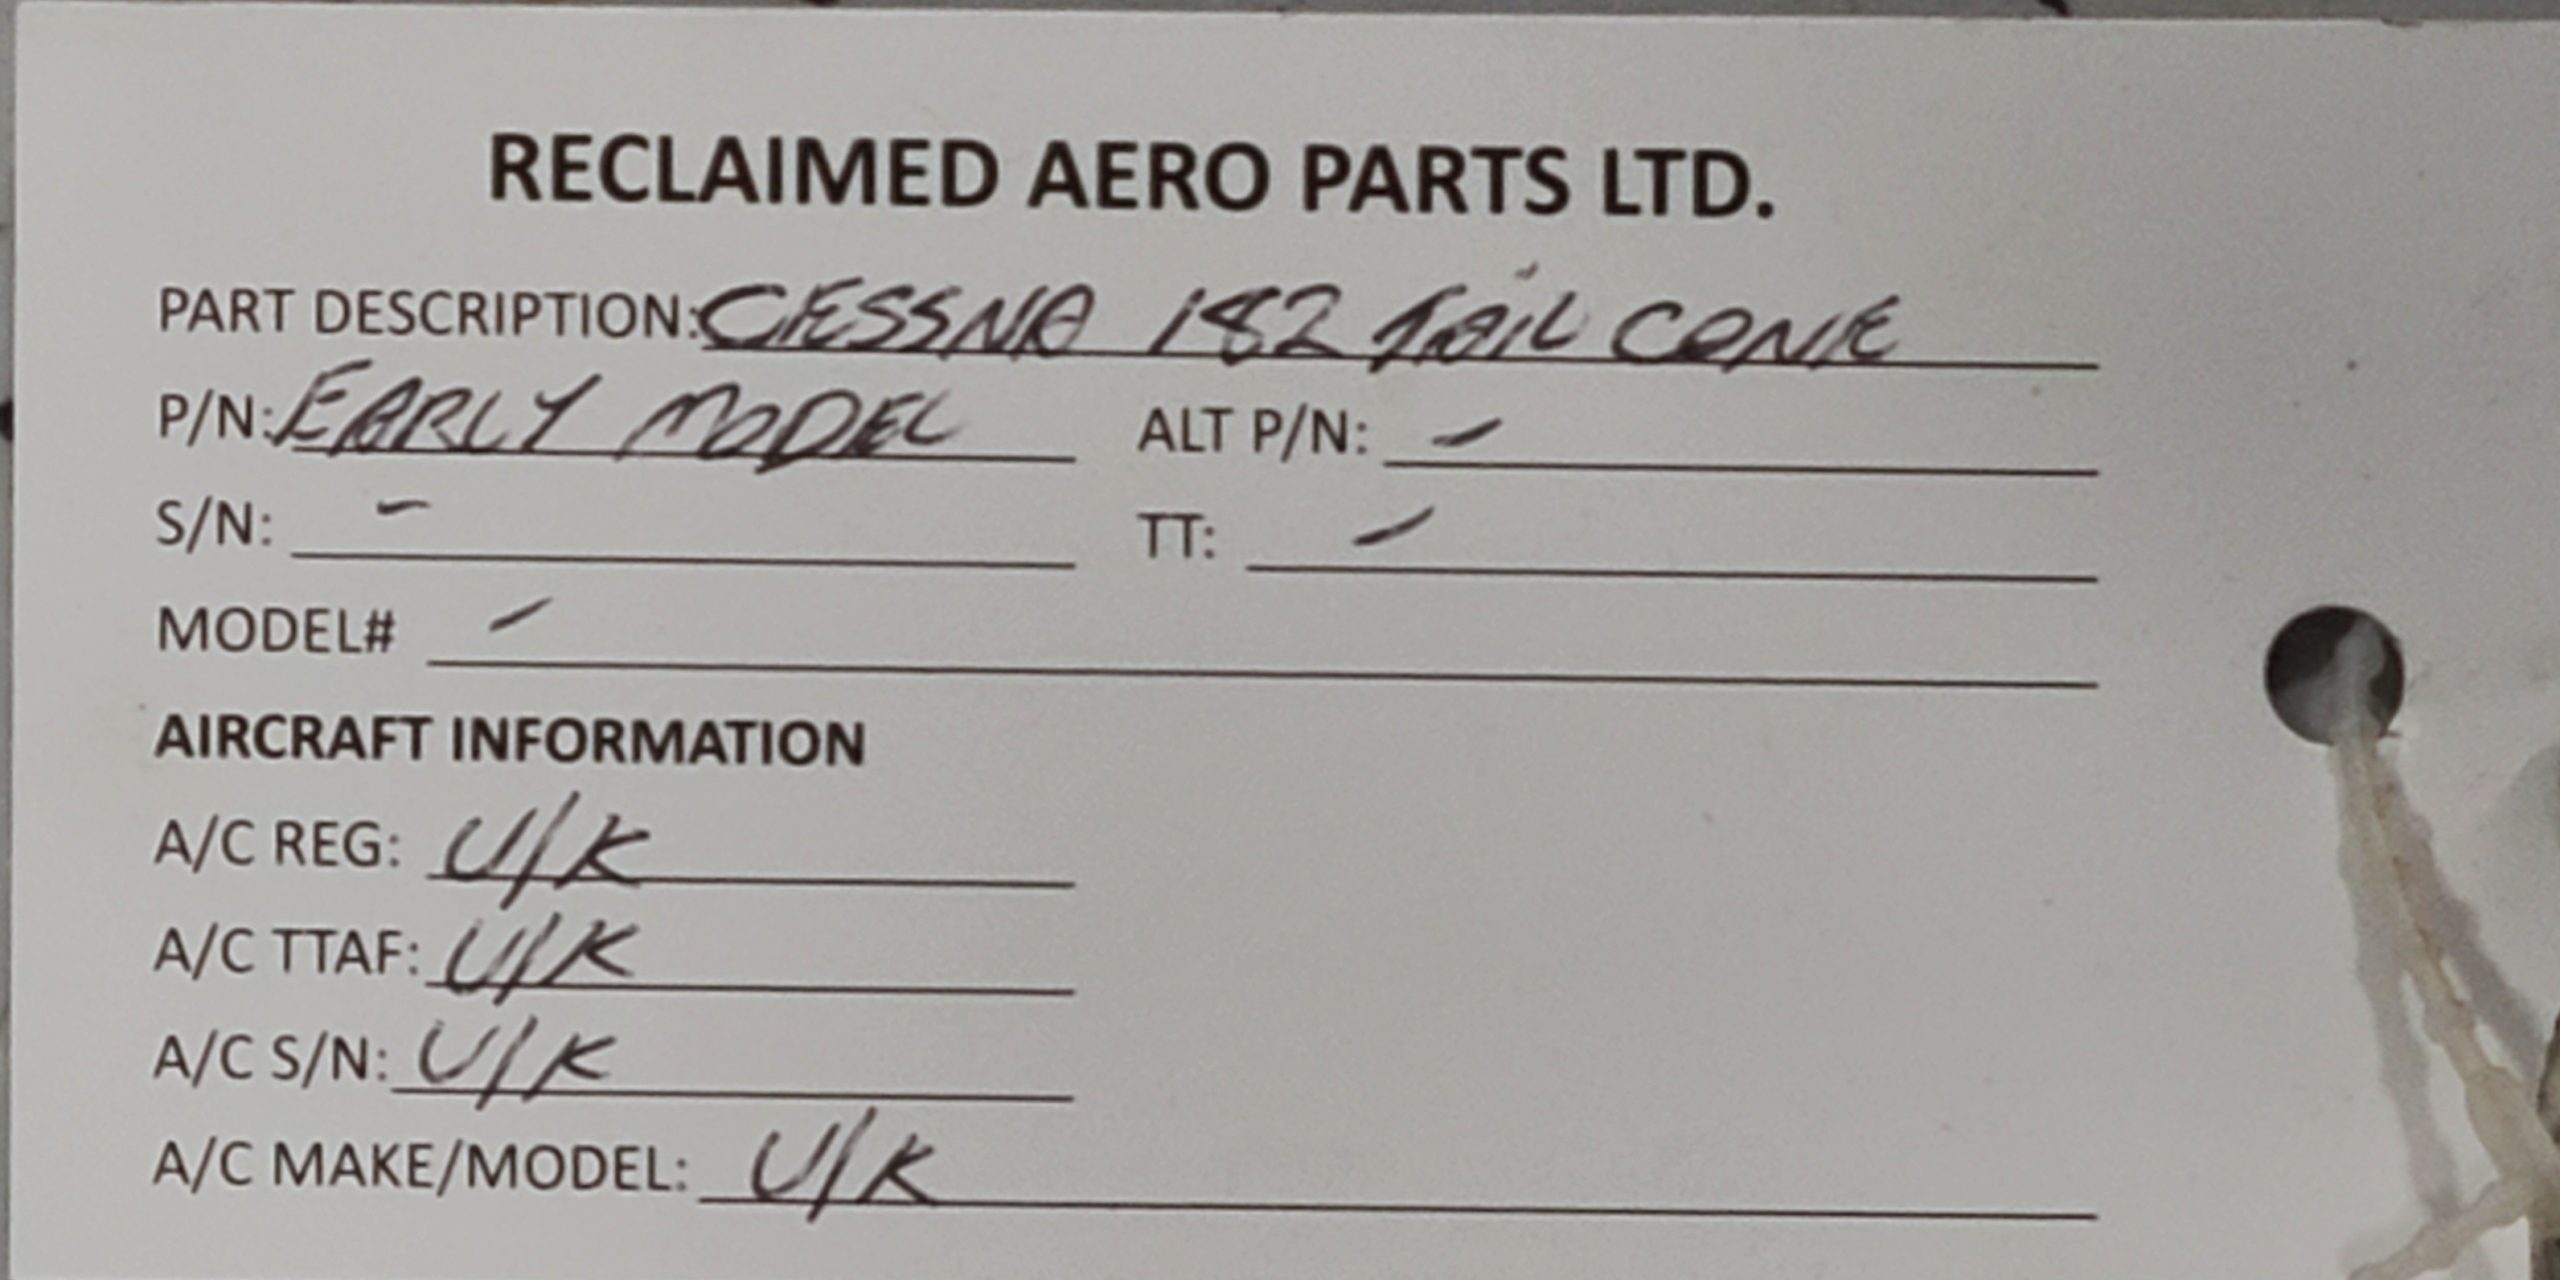 RECLAIMED AERO PARTS LTD.
PART DESCRIPTION: CESSNA 182 TAIL CONE
P/N: EARLY MODEL ALT P/N: -
S/N: - TT: -
MODEL# -
AIRCRAFT INFORMATION
A/C REG: U/K
A/C TTAF: U/K
A/C S/N: U/K
A/C MAKE/MODEL: U/K